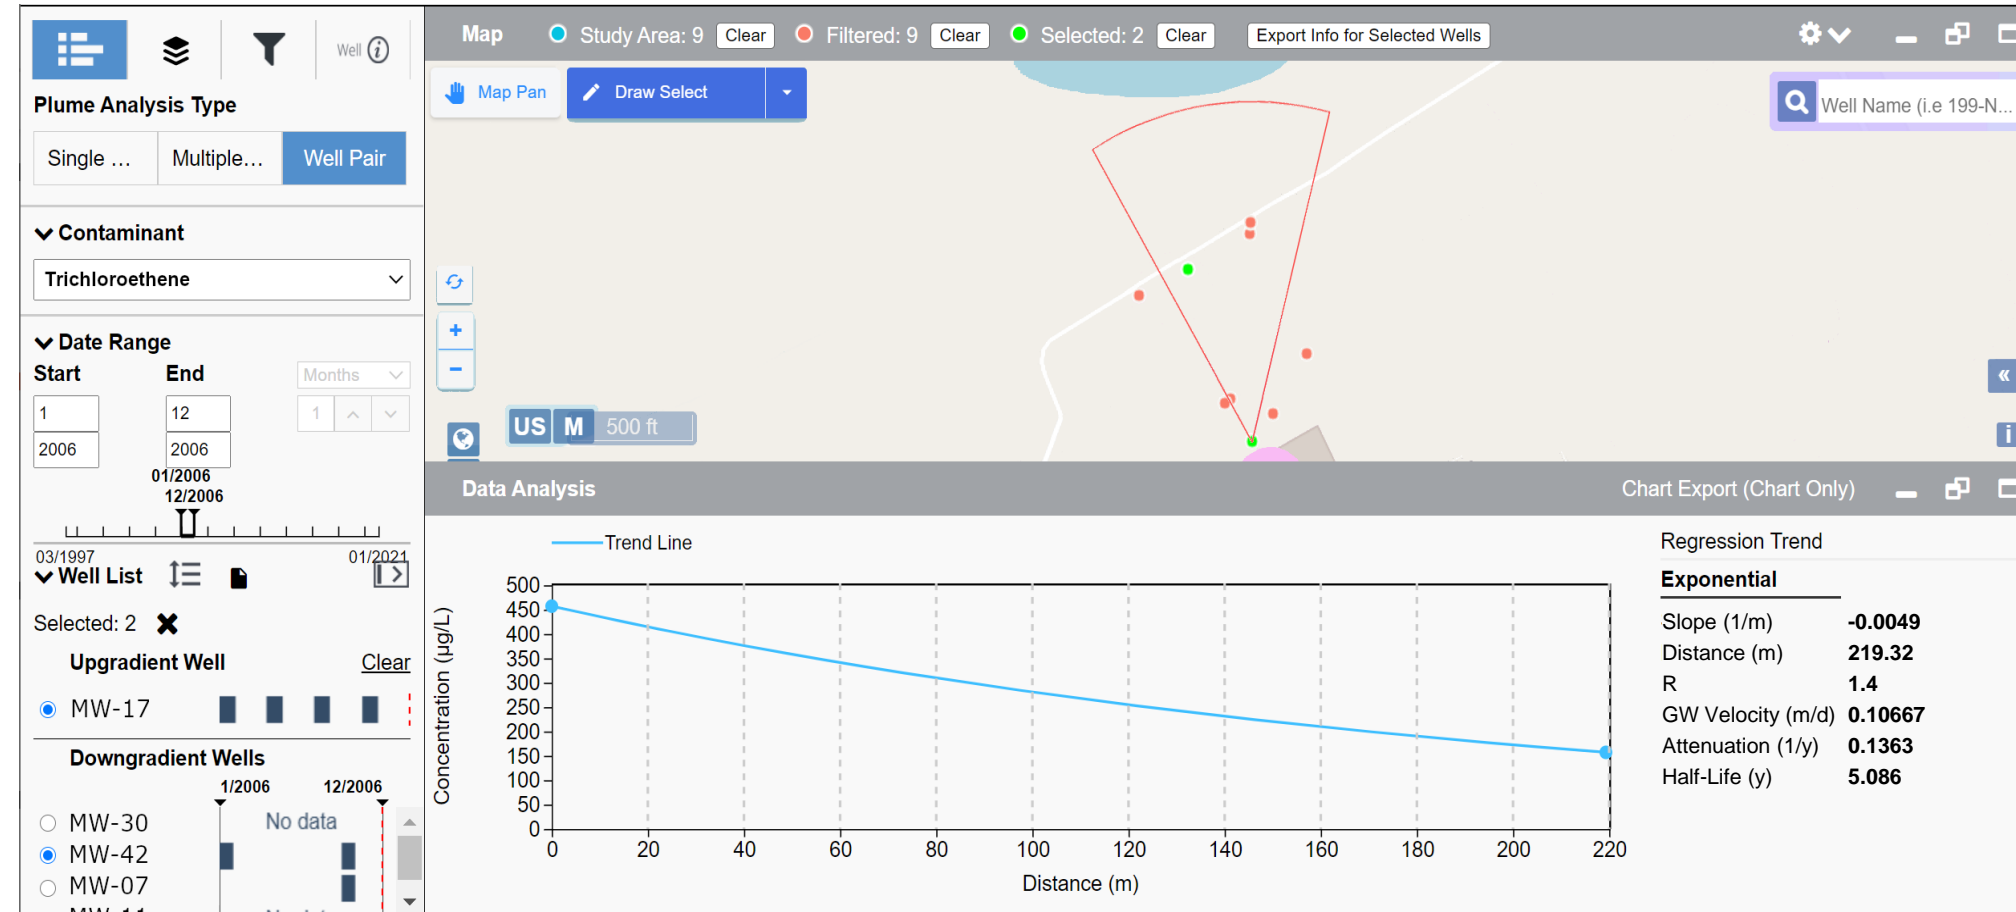 Well
Plume Analysis Type
Single ...
Multiple...
Well Pair
Contaminant
Trichloroethene
Date Range
Start
End
Months
1
12
1
2006
2006
01/2006
12/2006
03/1997
01/2021
Well List
Selected: 2
Upgradient Well
Clear
MW-17
Downgradient Wells
1/2006
12/2006
MW-30
No data
MW-42
MW-07
Map
Study Area: 9
Clear
Filtered: 9
Clear
Selected: 2
Clear
Export Info for Selected Wells
Map Pan
Draw Select
Well Name (i.e 199-N...
+
−
US
M
500 ft
«
i
Data Analysis
Chart Export (Chart Only)
Trend Line
Concentration (µg/L)
500
450
400
350
300
250
200
150
100
50
0
0 20 40 60 80 100 120 140 160 180 200 220
Distance (m)
Regression Trend
Exponential
Slope (1/m) -0.0049
Distance (m) 219.32
R 1.4
GW Velocity (m/d) 0.10667
Attenuation (1/y) 0.1363
Half-Life (y) 5.086